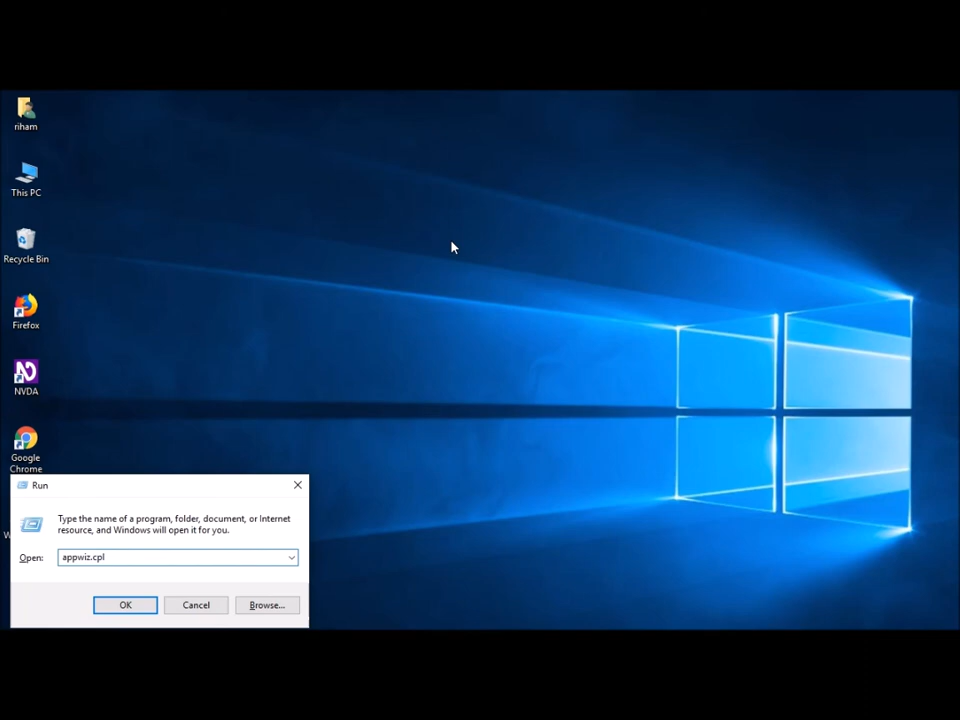 riham
This PC
Recycle Bin
Firefox
NVDA
Google
Chrome
Run
Type the name of a program, folder, document, or Internet
resource, and Windows will open it for you.
Open: appwiz.cpl
OK Cancel Browse...